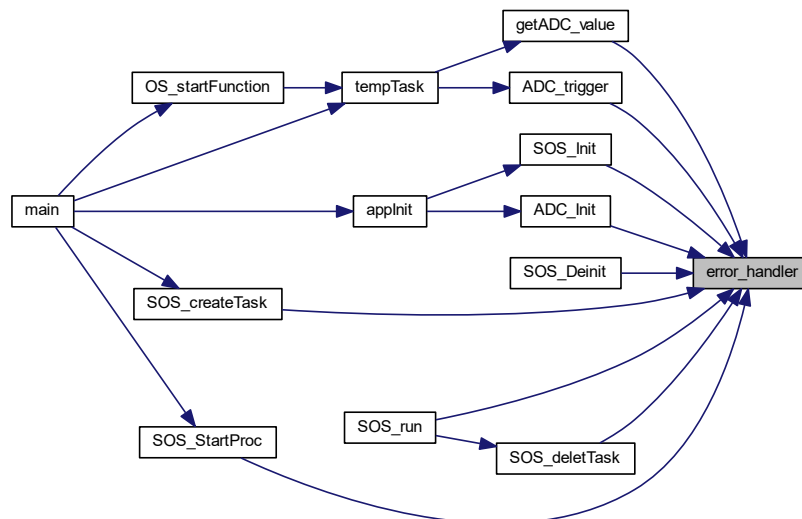 getADC_value
OS_startFunction
tempTask
ADC_trigger
SOS_Init
main
appInit
ADC_Init
SOS_Deinit
error_handler
SOS_createTask
SOS_run
SOS_StartProc
SOS_deletTask